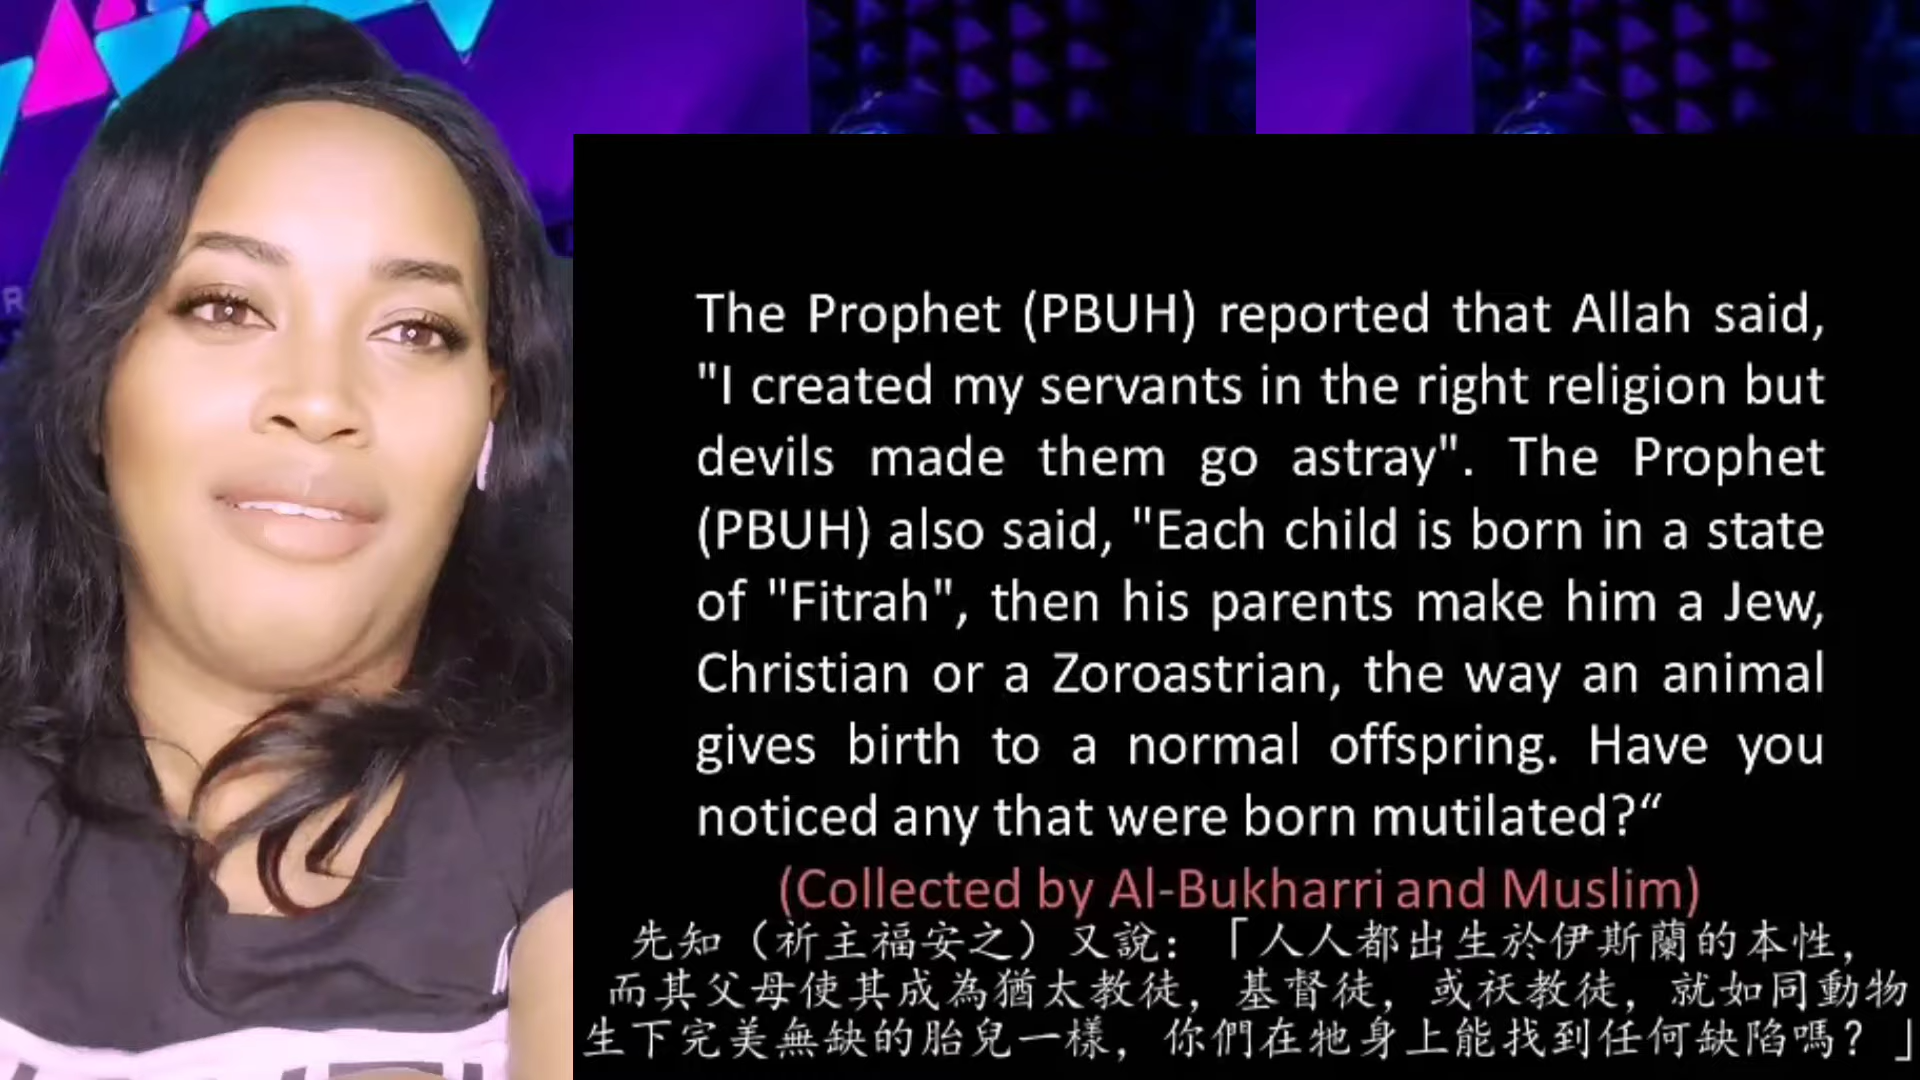 The Prophet (PBUH) reported that Allah said,
"I created my servants in the right religion but
devils made them go astray". The Prophet
(PBUH) also said, "Each child is born in a state
of "Fitrah", then his parents make him a Jew,
Christian or a Zoroastrian, the way an animal
gives birth to a normal offspring. Have you
noticed any that were born mutilated?“
(Collected by Al-Bukharri and Muslim)
先知（祈主福安之）又說：「人人都出生於伊斯蘭的本性，
而其父母使其成為猶太教徒，基督徒，或祆教徒，就如同動物
生下完美無缺的胎兒一樣，你們在牠身上能找到任何缺陷嗎？」